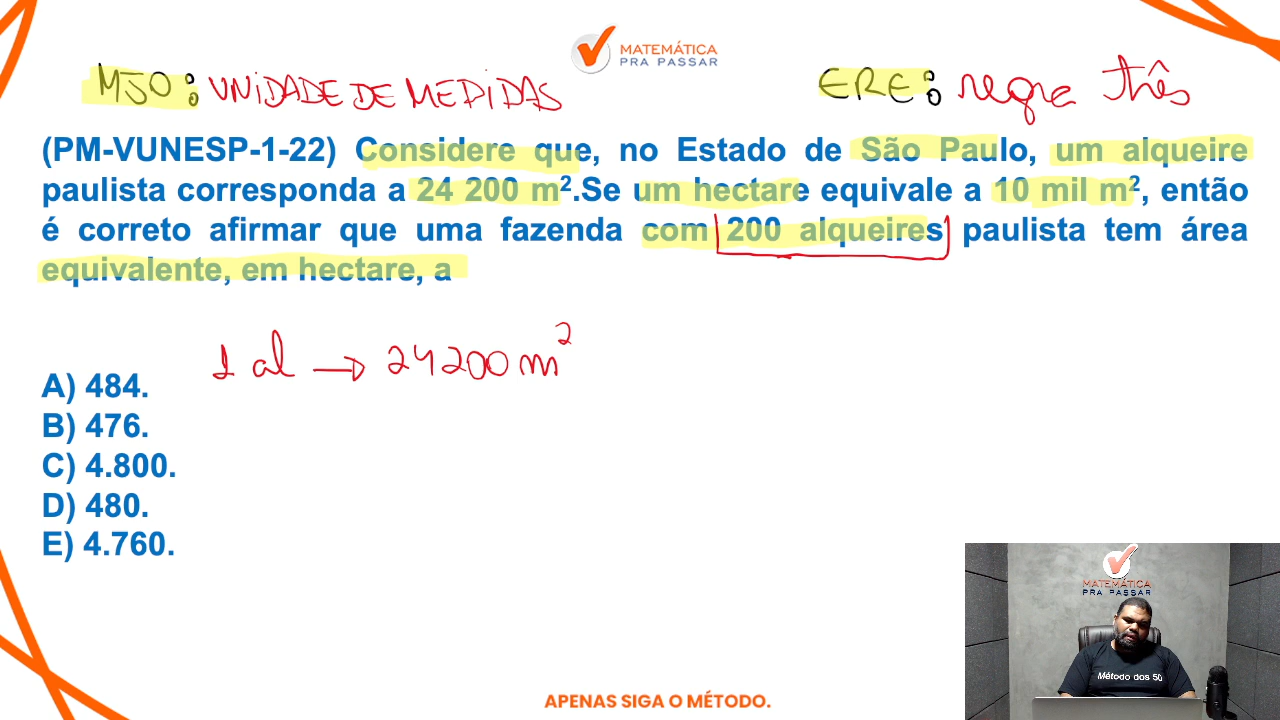 MATEMÁTICA
PRA PASSAR
MJO: UNIDADE DE MEDIDAS
ERE: regra três
(PM-VUNESP-1-22) Considere que, no Estado de São Paulo, um alqueire
paulista corresponda a 24 200 m².Se um hectare equivale a 10 mil m², então
é correto afirmar que uma fazenda com 200 alqueires paulista tem área
equivalente, em hectare, a
1 al → 24200 m²
A) 484.
B) 476.
C) 4.800.
D) 480.
E) 4.760.
MATEMÁTICA
PRA PASSAR
Método dos 50
APENAS SIGA O MÉTODO.